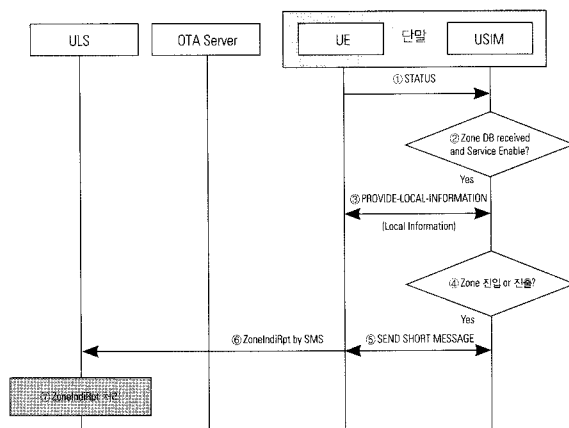 ULS
OTA Server
UE
단말
USIM
① STATUS
② Zone DB received
and Service Enable?
Yes
③ PROVIDE-LOCAL-INFORMATION
(Local Information)
④ Zone 진입 or 진출?
Yes
⑥ ZoneIndiRpt by SMS
⑤ SEND SHORT MESSAGE
⑦ ZoneIndiRpt